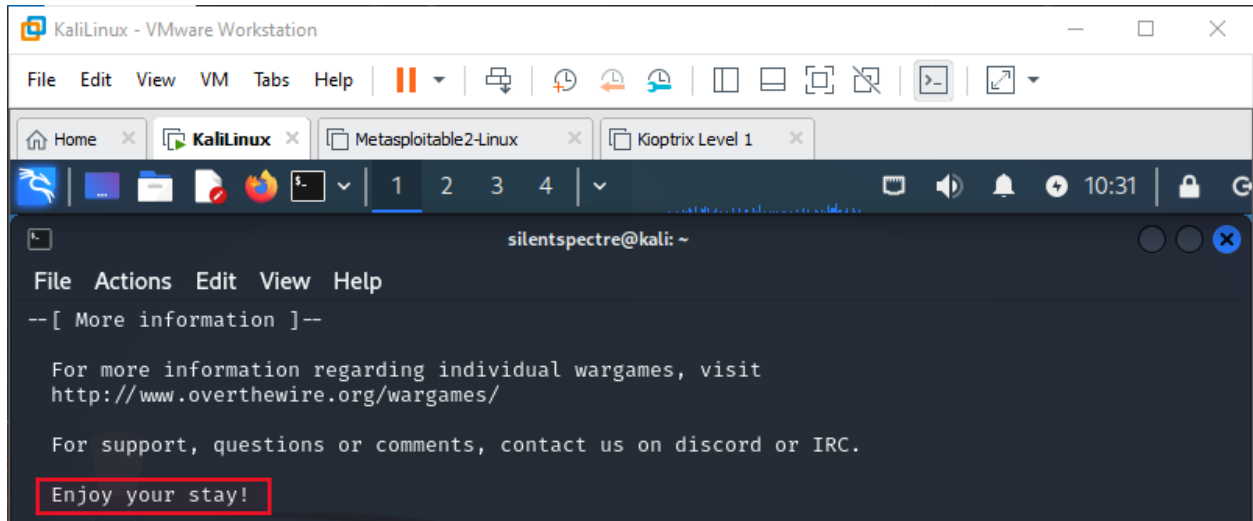 KaliLinux - VMware Workstation
File Edit View VM Tabs Help
Home KaliLinux Metasploitable2-Linux Kioptrix Level 1
1 2 3 4 10:31
silentspectre@kali: ~
File Actions Edit View Help
--[ More information ]--
For more information regarding individual wargames, visit
http://www.overthewire.org/wargames/
For support, questions or comments, contact us on discord or IRC.
Enjoy your stay!